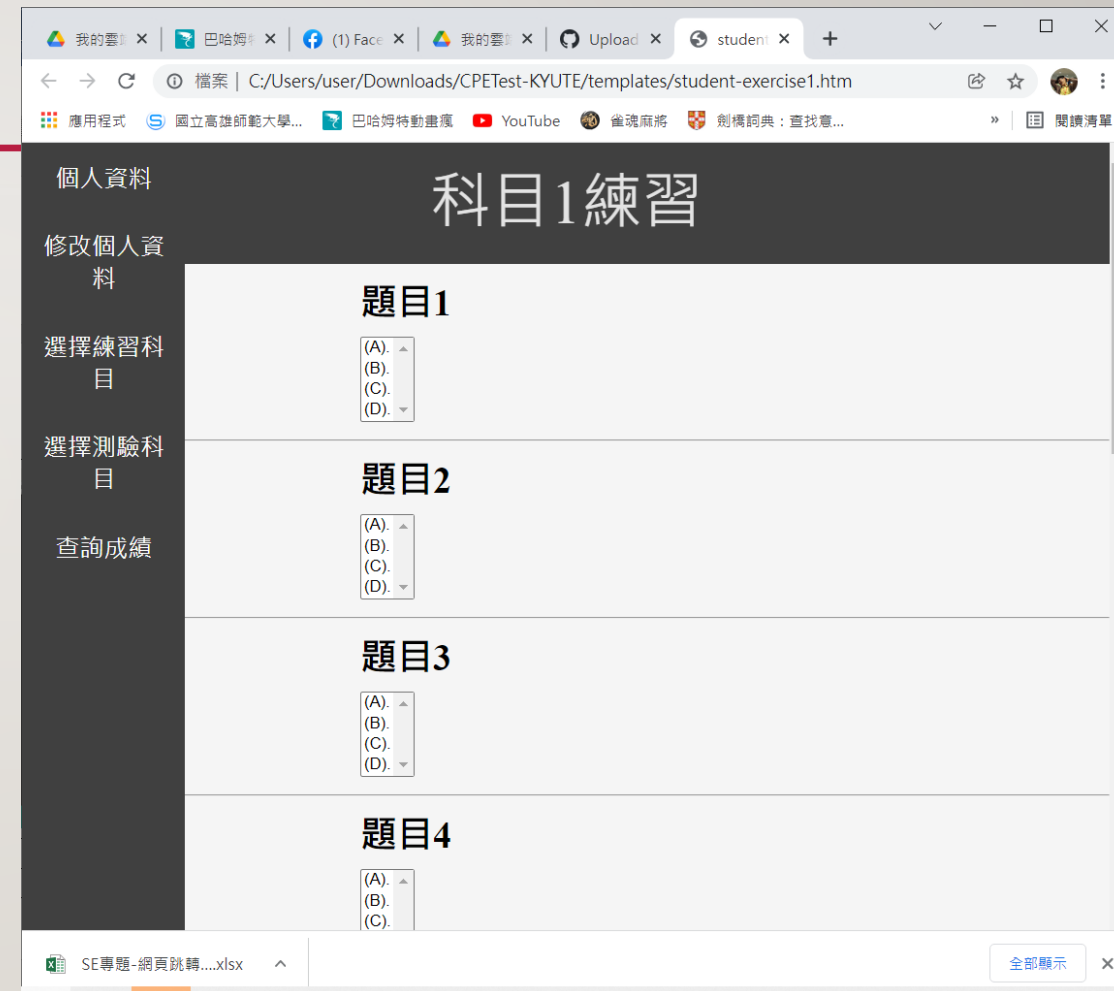 我的雲
巴哈姆
(1) Face
我的雲
Upload
studen
檔案 | C:/Users/user/Downloads/CPETest-KYUTE/templates/student-exercise1.htm
應用程式
國立高雄師範大學...
巴哈姆特動畫瘋
YouTube
雀魂麻將
劍橋詞典：查找意...
»
閱讀清單
個人資料
修改個人資
料
選擇練習科
目
選擇測驗科
目
查詢成績
科目1練習
題目1
(A).
(B).
(C).
(D).
題目2
(A).
(B).
(C).
(D).
題目3
(A).
(B).
(C).
(D).
題目4
(A).
(B).
(C).
SE專題-網頁跳轉....xlsx
全部顯示